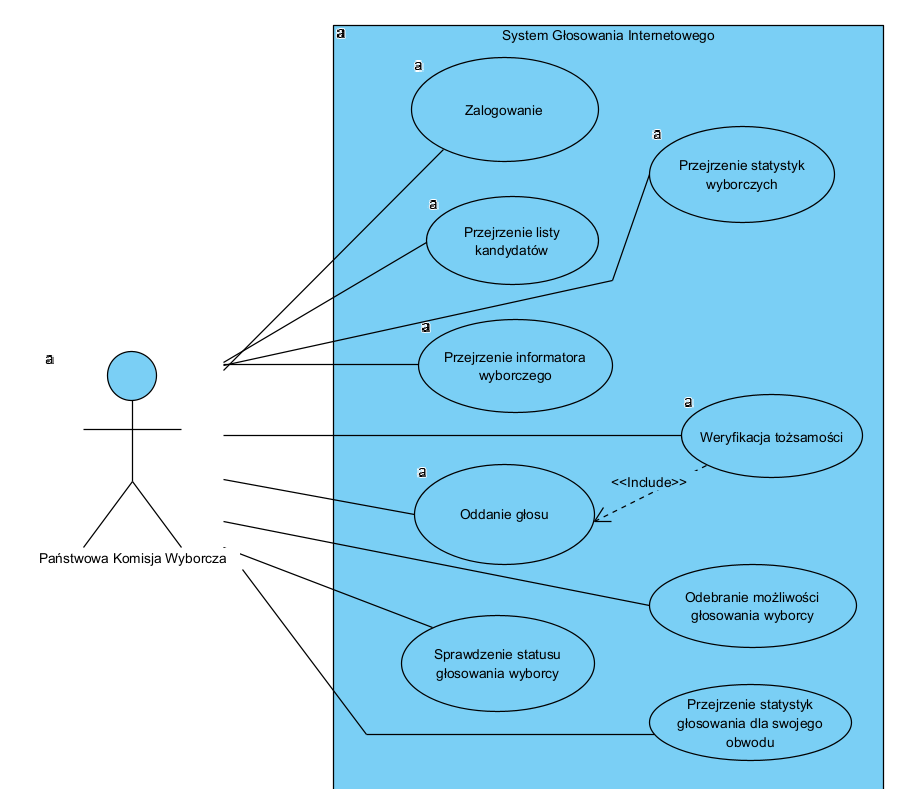 a
System Głosowania Internetowego
a
Zalogowanie
a
Przejrzenie statystyk
wyborczych
a
Przejrzenie listy
kandydatów
a
Przejrzenie informatora
wyborczego
a
a
Weryfikacja tożsamości
a
<<Include>>
Oddanie głosu
Państwowa Komisja Wyborcza
Odebranie możliwości
głosowania wyborcy
Sprawdzenie statusu
głosowania wyborcy
Przejrzenie statystyk
głosowania dla swojego
obwodu